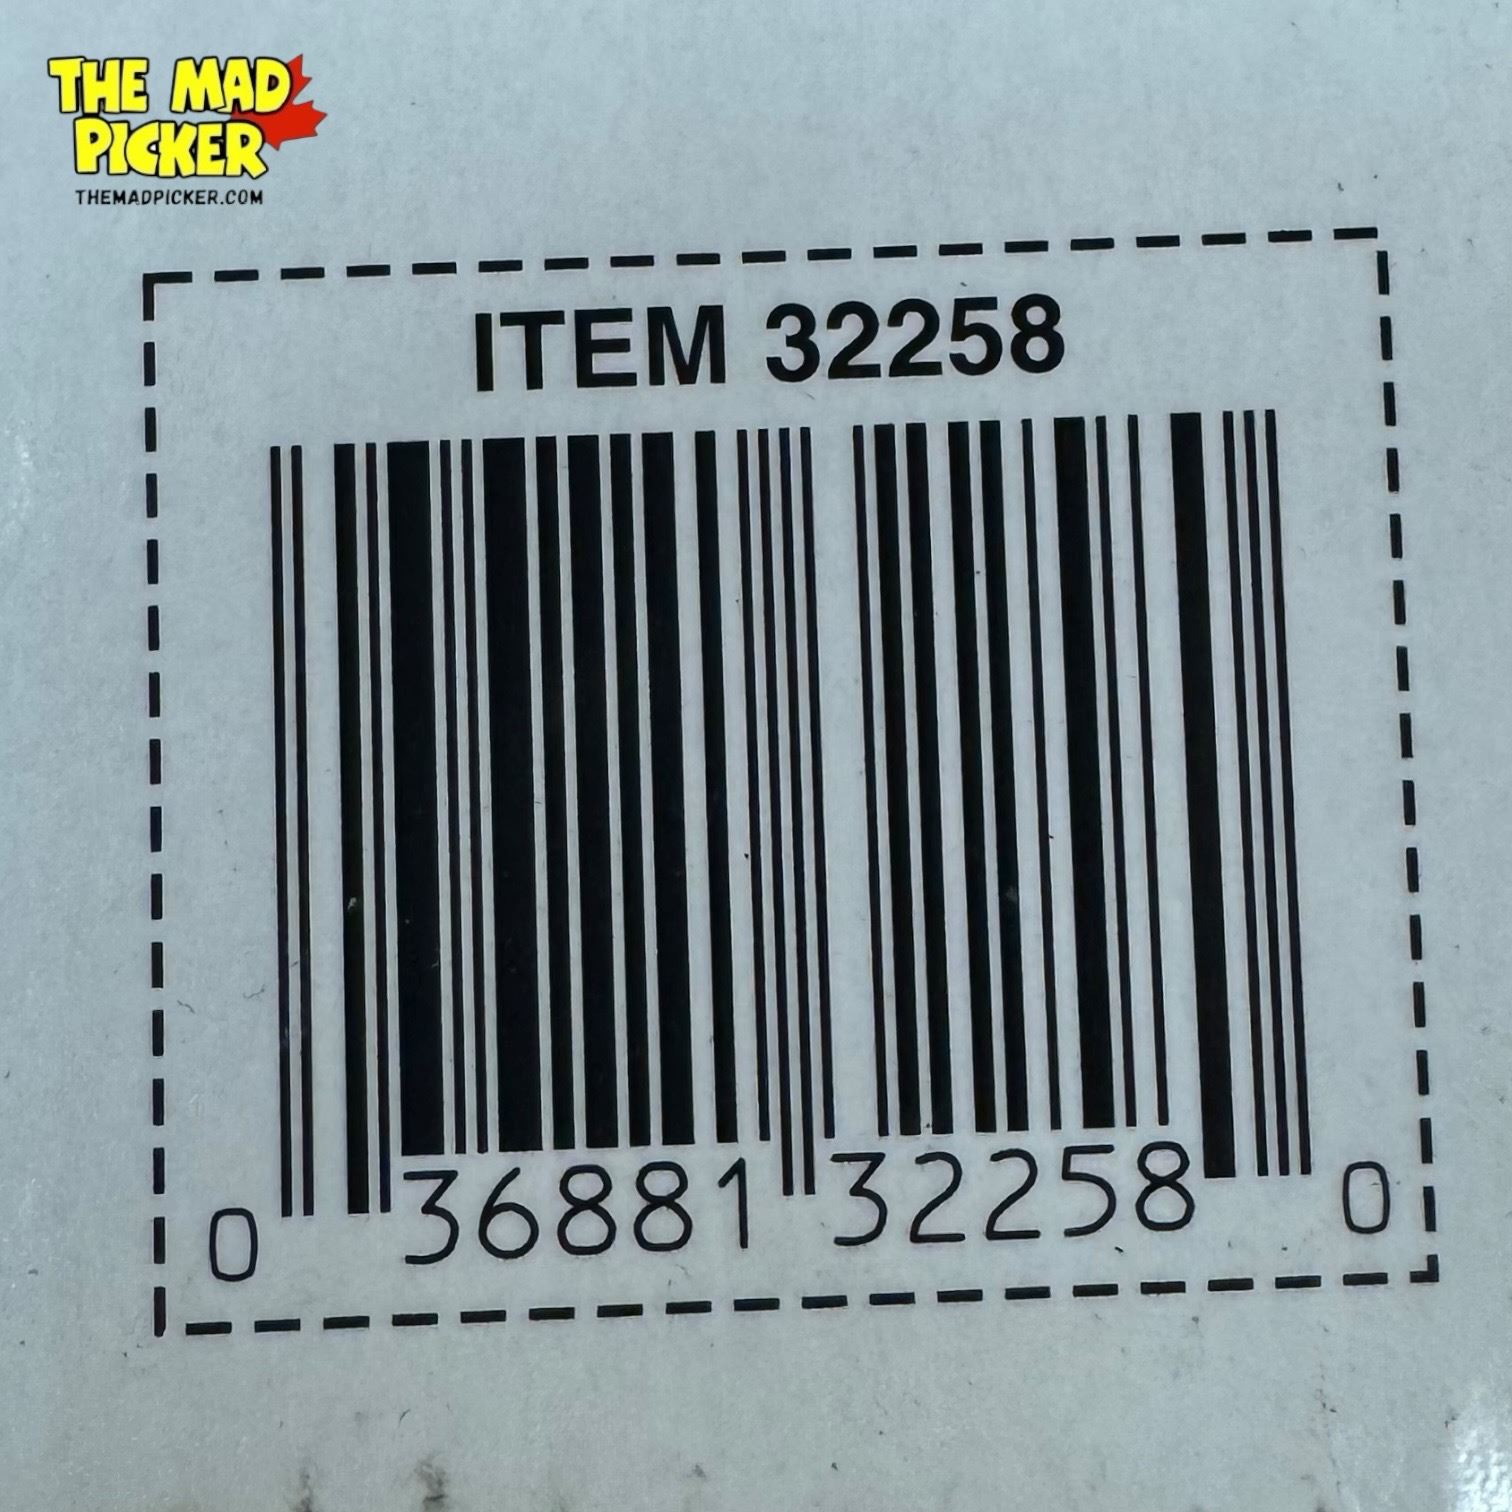 THE MAD
PICKER
THEMADPICKER.COM
ITEM 32258
0 36881 32258 0